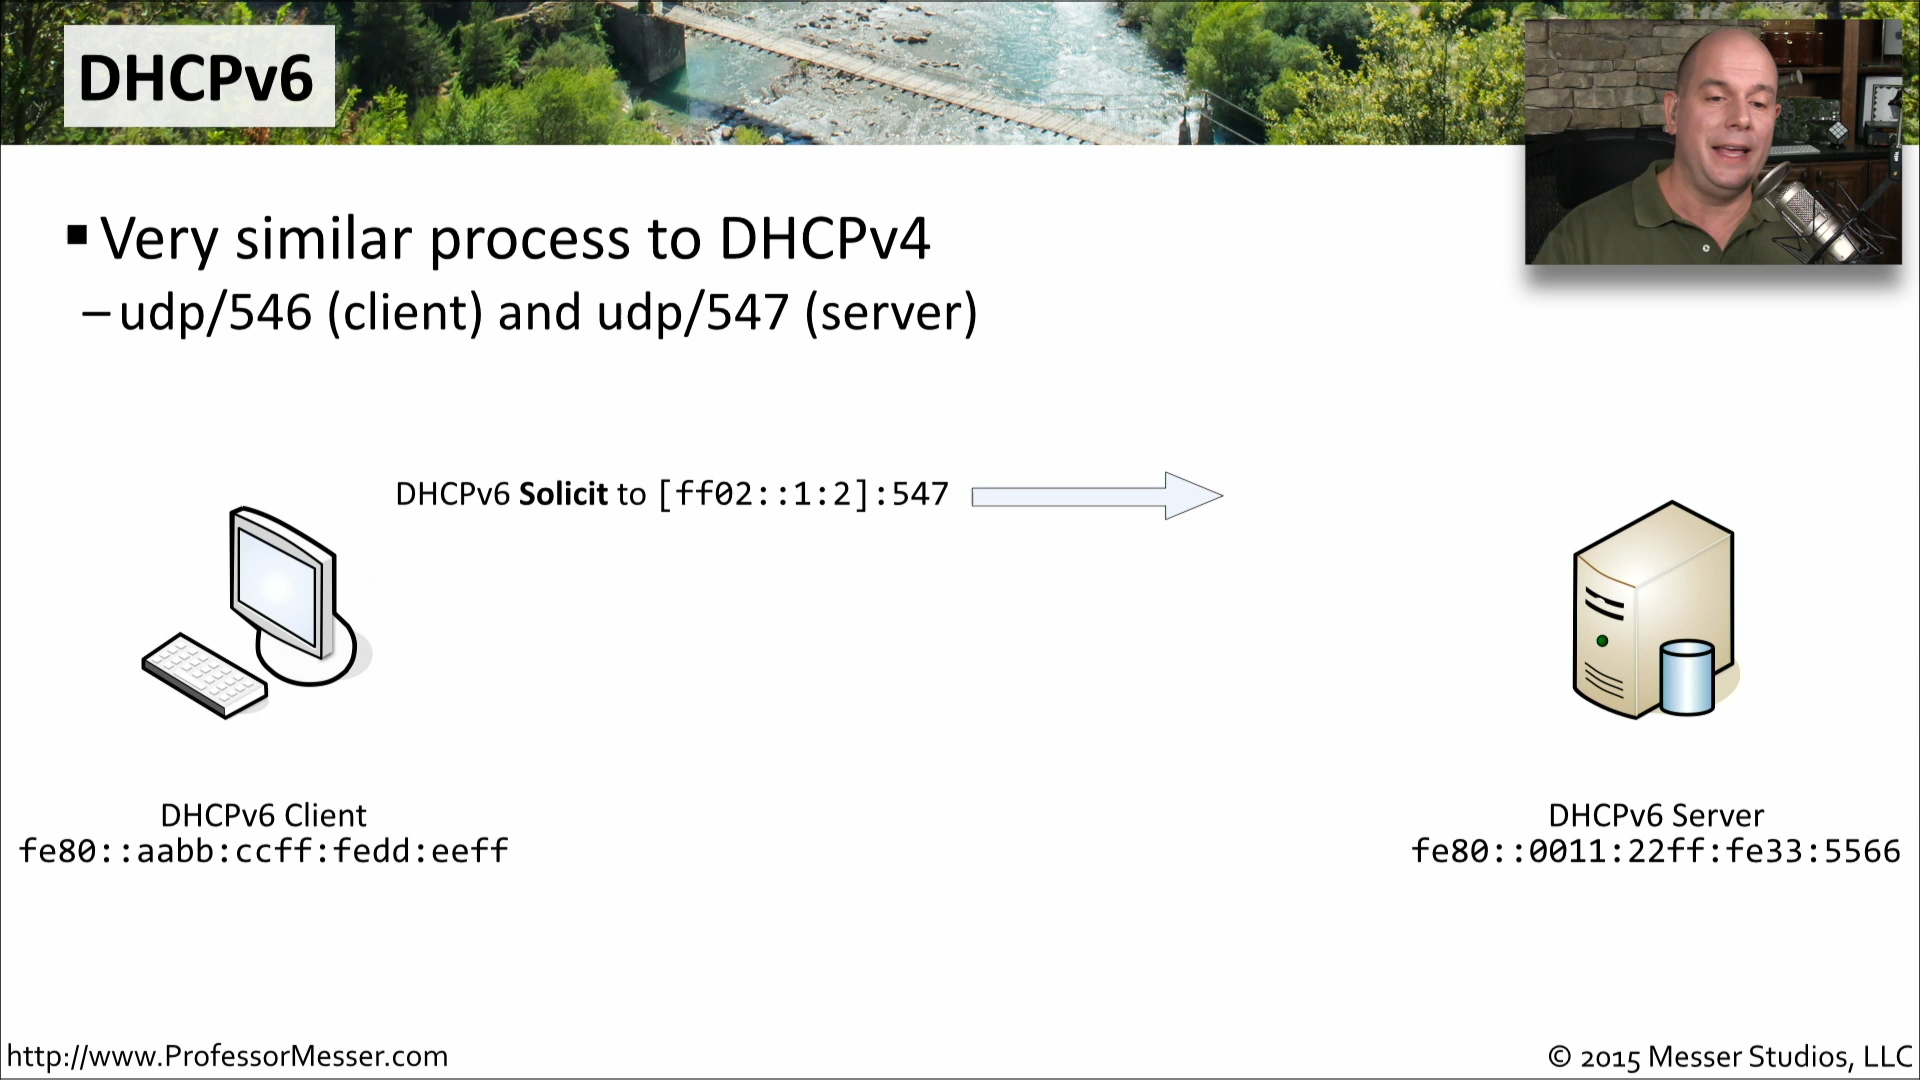 DHCPv6
▪ Very similar process to DHCPv4
– udp/546 (client) and udp/547 (server)
DHCPv6 Solicit to [ff02::1:2]:547
DHCPv6 Client
fe80::aabb:ccff:fedd:eeff
DHCPv6 Server
fe80::0011:22ff:fe33:5566
http://www.ProfessorMesser.com
© 2015 Messer Studios, LLC